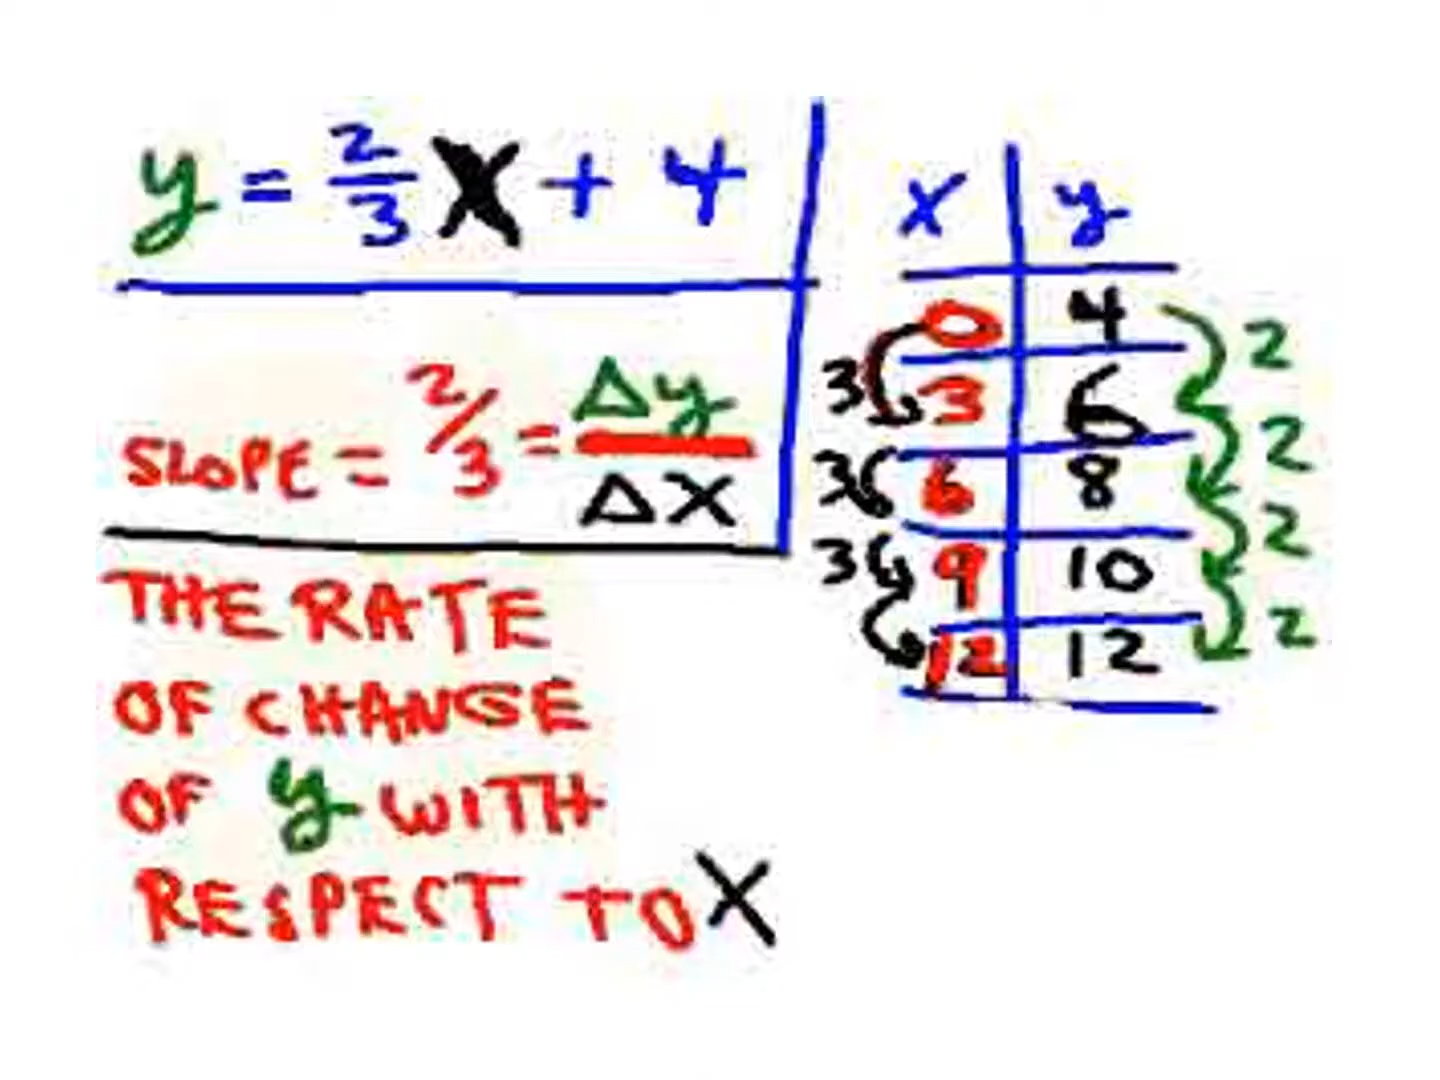 y = 2/3 X + 4
SLOPE = 2/3 = Δy/ΔX
THE RATE
OF CHANGE
OF y WITH
RESPECT TO X
x y
0 4 2
3 3 6 2
3 6 8 2
3 9 10 2
12 12